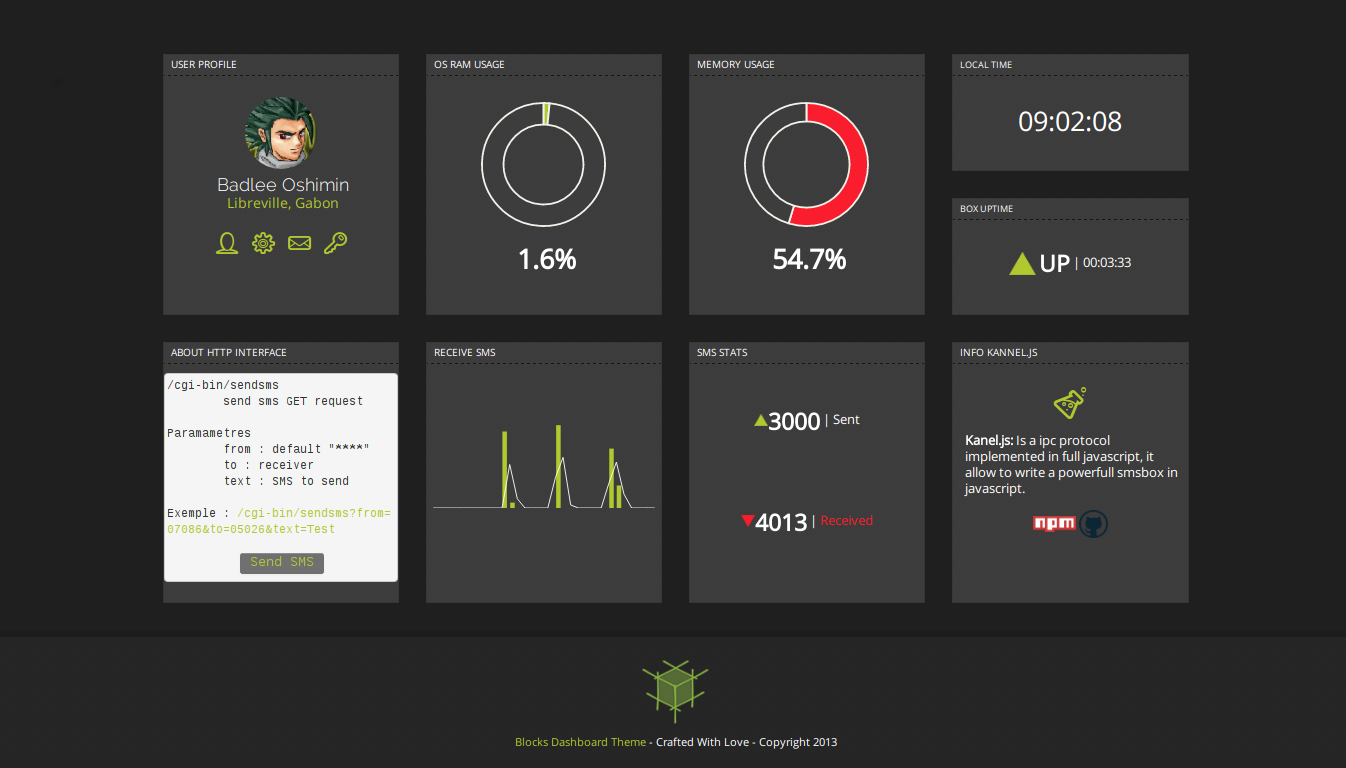 USER PROFILE
Badlee Oshimin
Libreville, Gabon
OS RAM USAGE
1.6%
MEMORY USAGE
54.7%
LOCAL TIME
09:02:08
BOX UPTIME
UP | 00:03:33
ABOUT HTTP INTERFACE
/cgi-bin/sendsms
send sms GET request
Paramametres
from : default "****"
to : receiver
text : SMS to send
Exemple : /cgi-bin/sendsms?from=
07086&to=05026&text=Test
Send SMS
RECEIVE SMS
SMS STATS
3000 | Sent
4013 | Received
INFO KANNEL.JS
Kanel.js: Is a ipc protocol
implemented in full javascript, it
allow to write a powerfull smsbox in
javascript.
npm
Blocks Dashboard Theme - Crafted With Love - Copyright 2013